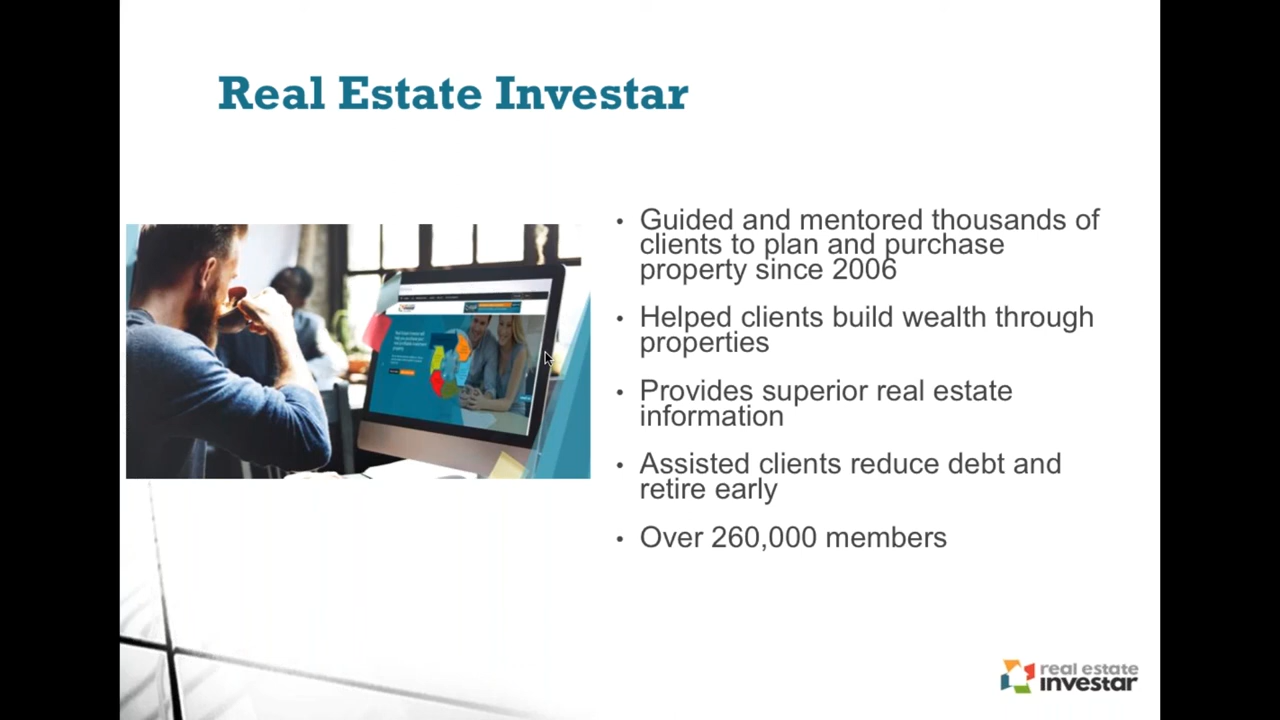 Real Estate Investar
• Guided and mentored thousands of
clients to plan and purchase
property since 2006
• Helped clients build wealth through
properties
• Provides superior real estate
information
• Assisted clients reduce debt and
retire early
• Over 260,000 members
real estate
investar